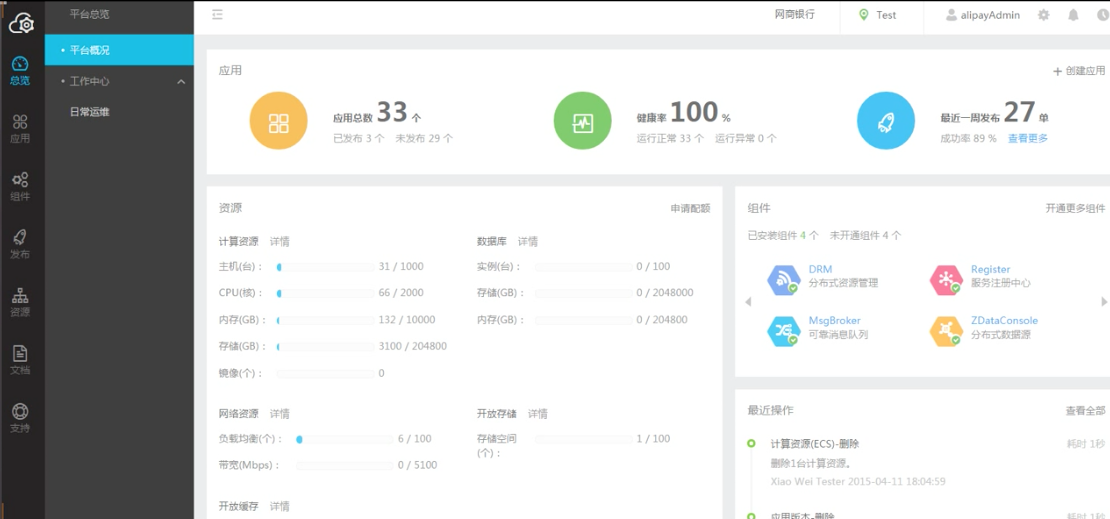 平台总览
网商银行 Test alipayAdmin
总览
应用
组件
发布
资源
文档
支持
平台概况
工作中心
日常运维
应用
创建应用
应用总数 33 个
已发布 3 个 未发布 29 个
健康率 100 %
运行正常 33 个 运行异常 0 个
最近一周发布 27 单
成功率 89 % 查看更多
资源
申请配额
计算资源 详情
主机(台)： 31 / 1000
CPU(核)： 66 / 2000
内存(GB)： 132 / 10000
存储(GB)： 3100 / 204800
镜像(个)： 0
数据库 详情
实例(台)： 0 / 100
存储(GB)： 0 / 2048000
内存(GB)： 0 / 204800
网络资源 详情
负载均衡(个)： 6 / 100
带宽(Mbps)： 0 / 5100
开放存储 详情
存储空间 1 / 100
(个)：
开放缓存 详情
组件
开通更多组件
已安装组件 4 个 未开通组件 4 个
DRM
分布式资源管理
Register
服务注册中心
MsgBroker
可靠消息队列
ZDataConsole
分布式数据源
最近操作
查看全部
计算资源(ECS)-删除 耗时 1秒
删除1台计算资源。
Xiao Wei Tester 2015-04-11 18:04:59
应用版本-删除 耗时 1秒